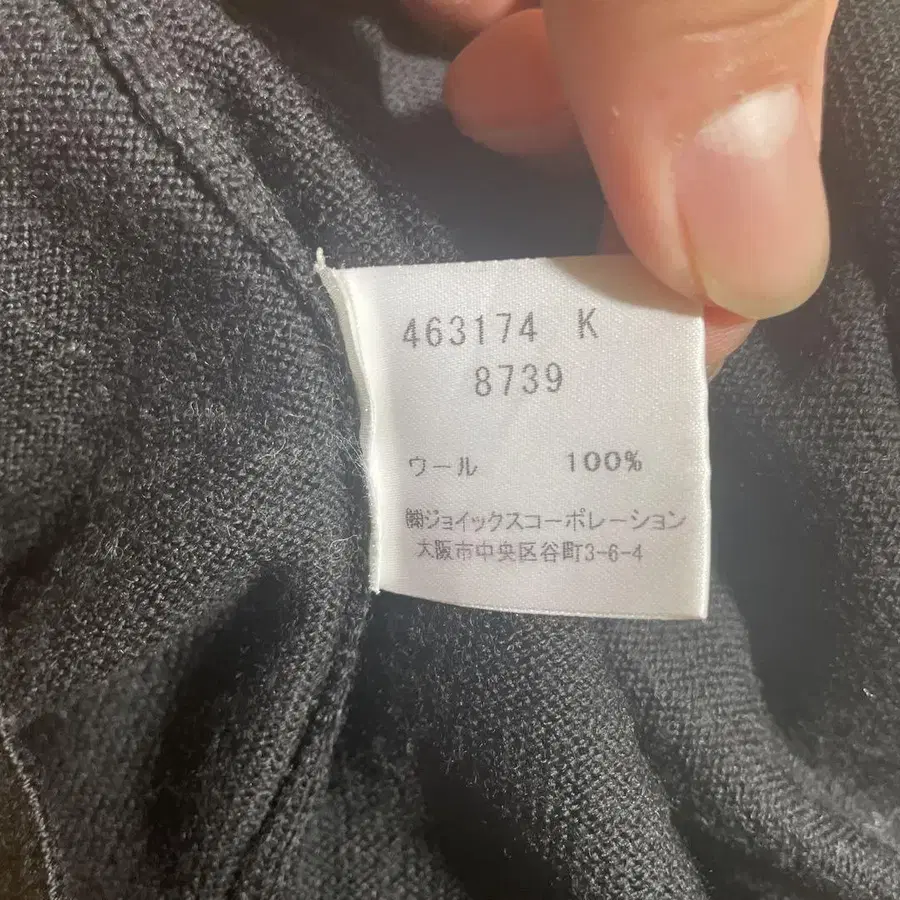 463174 K
8739
ウール 100%
㈱ジョイックスコーポレーション
大阪市中央区谷町3-6-4